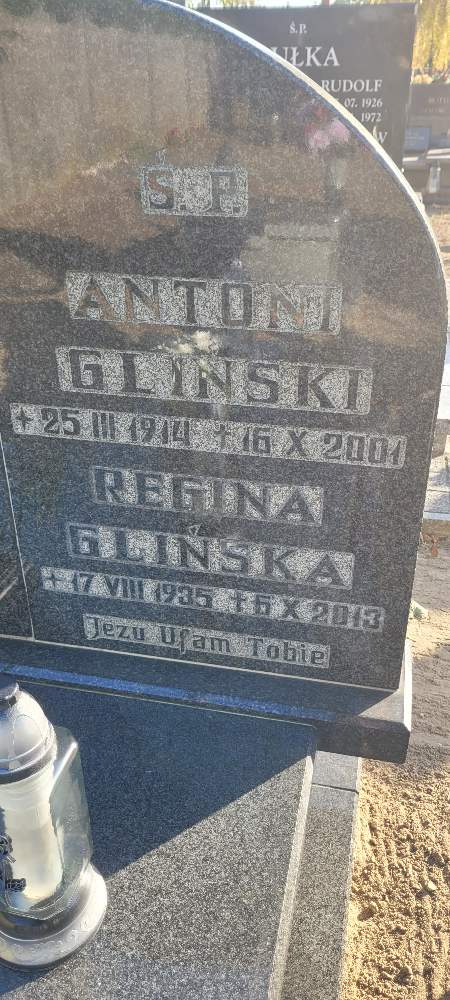 Ś.P.
UŁKA
RUDOLF
07. 1926
1972
Ś. P.
ANTONI
GLIŃSKI
+ 25 III 1914 + 16 X 2001
REGINA
GLIŃSKA
+ 17 VIII 1935 + 6 X 2013
Jezu Ufam Tobie